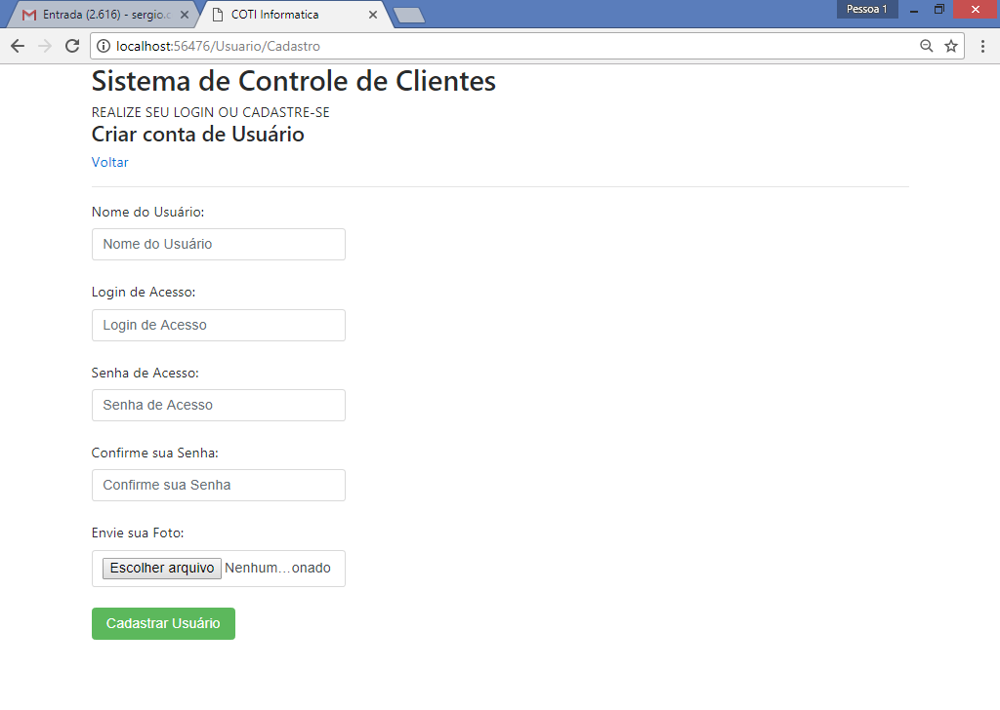 Entrada (2.616) - sergio.c
COTI Informatica
Pessoa 1
localhost:56476/Usuario/Cadastro
Sistema de Controle de Clientes
REALIZE SEU LOGIN OU CADASTRE-SE
Criar conta de Usuário
Voltar
Nome do Usuário:
Nome do Usuário
Login de Acesso:
Login de Acesso
Senha de Acesso:
Senha de Acesso
Confirme sua Senha:
Confirme sua Senha
Envie sua Foto:
Escolher arquivo Nenhum...onado
Cadastrar Usuário